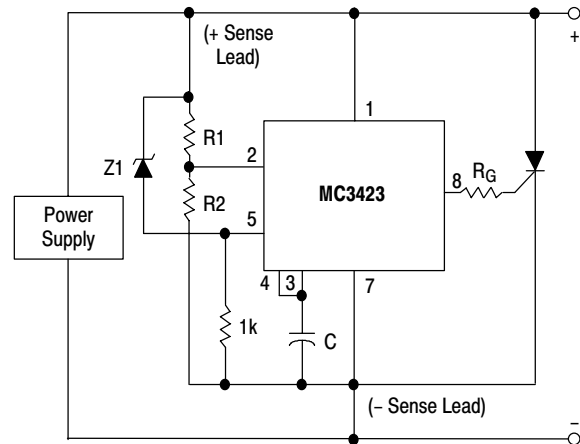 (+ Sense
Lead)
+
1
R1
Z1
2
MC3423
8
RG
R2
Power
Supply
5
4
3
7
1k
C
(– Sense Lead)
–